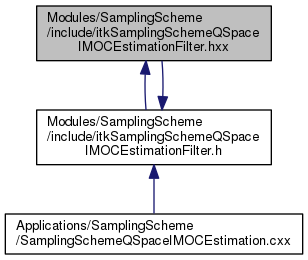 Modules/SamplingScheme
/include/itkSamplingSchemeQSpace
IMOCEstimationFilter.hxx
Modules/SamplingScheme
/include/itkSamplingSchemeQSpace
IMOCEstimationFilter.h
Applications/SamplingScheme
/SamplingSchemeQSpaceIMOCEstimation.cxx